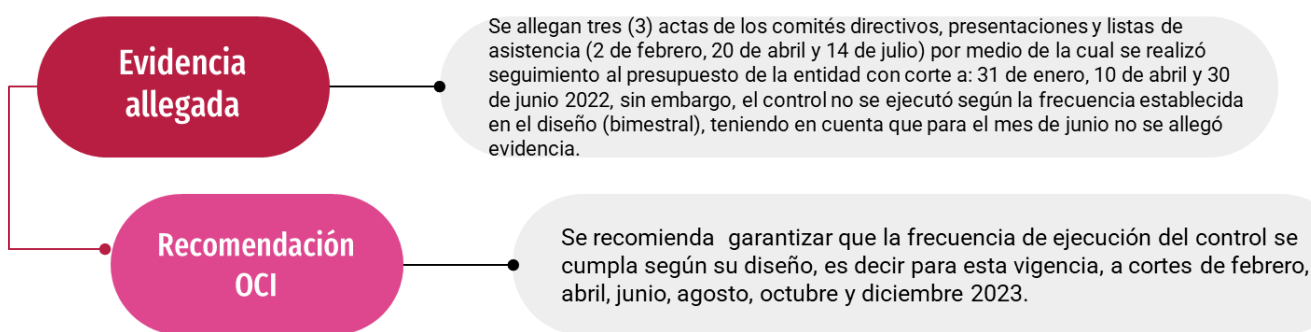 Evidencia
allegada
Se allegan tres (3) actas de los comités directivos, presentaciones y listas de
asistencia (2 de febrero, 20 de abril y 14 de julio) por medio de la cual se realizó
seguimiento al presupuesto de la entidad con corte a: 31 de enero, 10 de abril y 30
de junio 2022, sin embargo, el control no se ejecutó según la frecuencia establecida
en el diseño (bimestral), teniendo en cuenta que para el mes de junio no se allegó
evidencia.
Recomendación
OCI
Se recomienda garantizar que la frecuencia de ejecución del control se
cumpla según su diseño, es decir para esta vigencia, a cortes de febrero,
abril, junio, agosto, octubre y diciembre 2023.